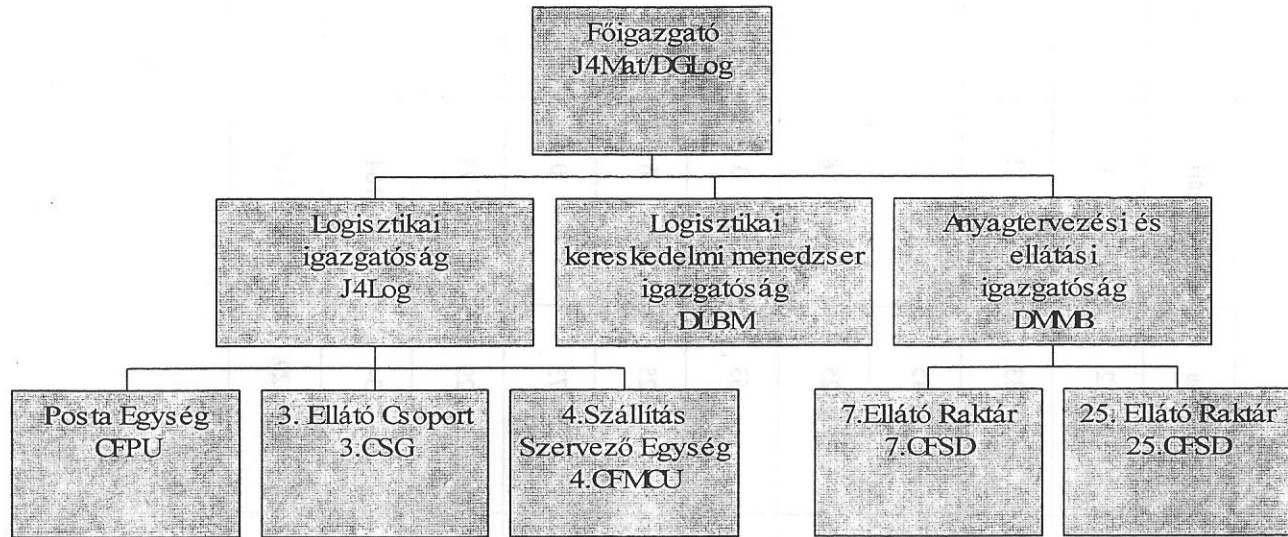 Főigazgató
J4Mat/DGLog
Logisztikai
igazgatóság
J4Log
Logisztikai
kereskedelmi menedzser
igazgatóság
DLBM
Anyagtervezési és
ellátási
igazgatóság
DMMB
Posta Egység
CFPU
3. Ellátó Csoport
3.CSG
4.Szállítás
Szervező Egység
4.CFMCU
7.Ellátó Raktár
7.CFSD
25. Ellátó Raktár
25.CFSD